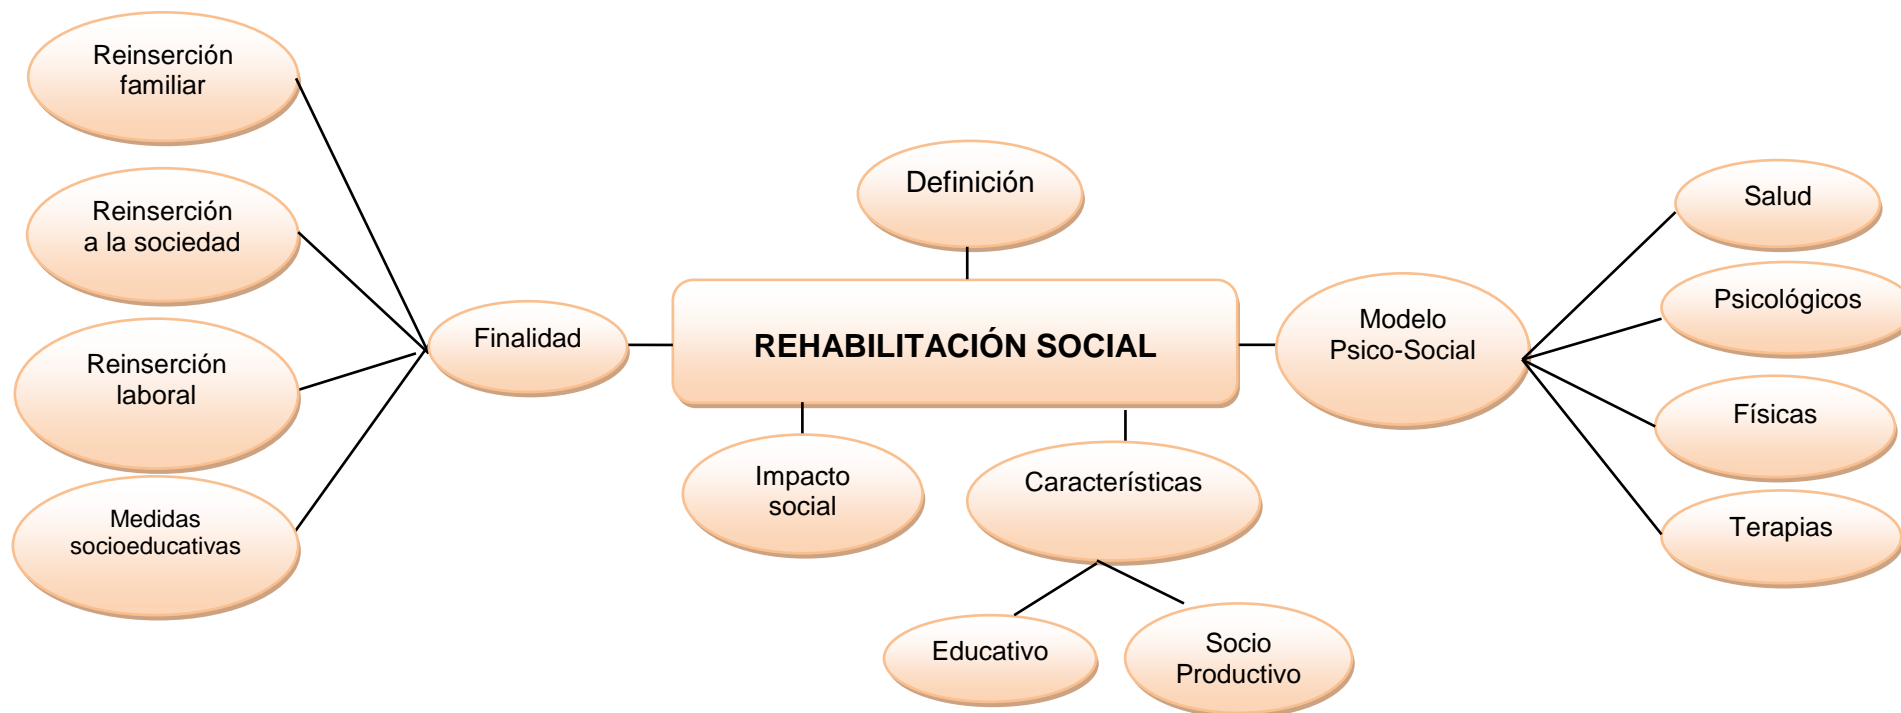 Reinserción
familiar
Reinserción
a la sociedad
Reinserción
laboral
Medidas
socioeducativas
Finalidad
Definición
REHABILITACIÓN SOCIAL
Impacto
social
Características
Educativo
Socio
Productivo
Modelo
Psico-Social
Salud
Psicológicos
Físicas
Terapias